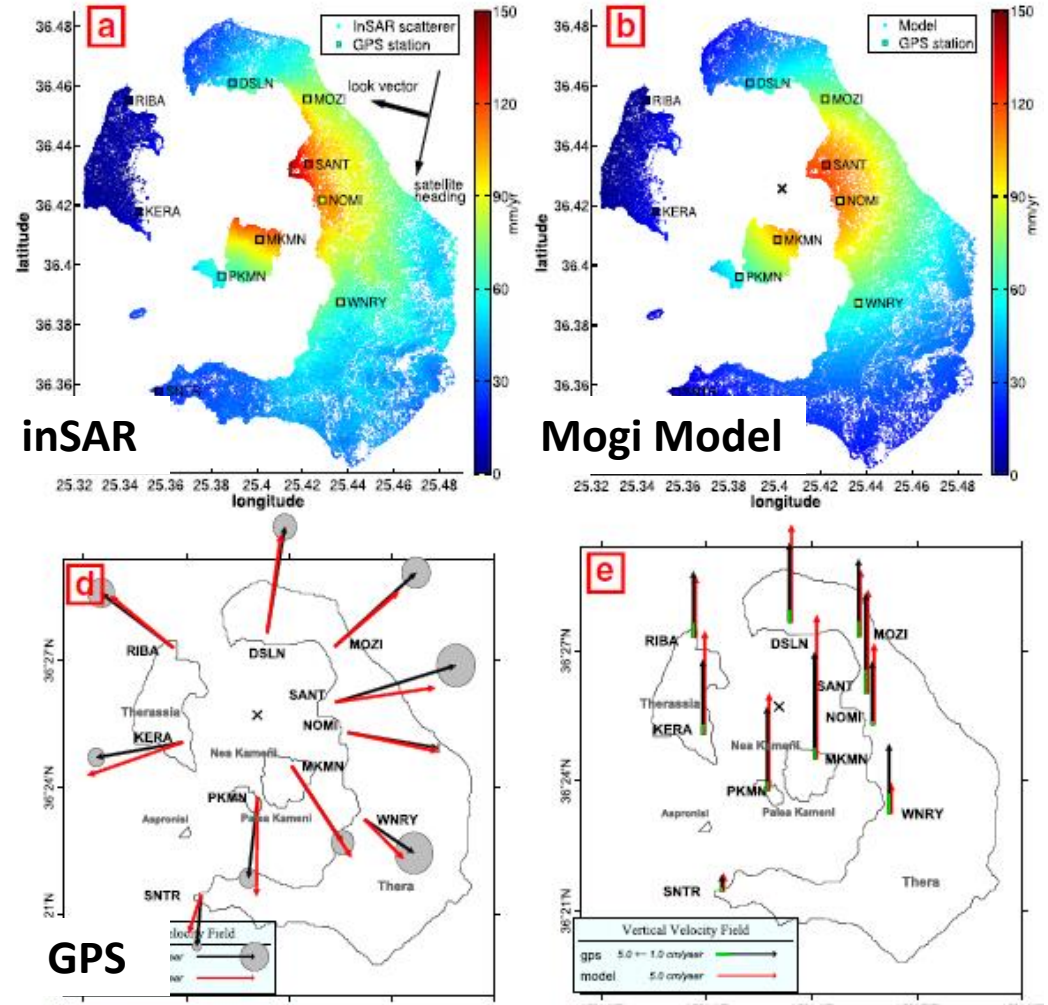 a
InSAR scatterer
GPS station
look vector
satellite
heading
DSLN
MOZI
RIBA
SANT
NOMI
KERA
MKMN
PKMN
WNRY
36.48
36.46
36.44
36.42
36.4
36.38
36.36
latitude
150
120
90
60
30
0
mm/yr
inSAR
25.32 25.34 25.36 25.38 25.4 25.42 25.44 25.46 25.48
longitude
b
Model
GPS station
DSLN
MOZI
RIBA
SANT
NOMI
KERA
MKMN
PKMN
WNRY
36.48
36.46
36.44
36.42
36.4
36.38
36.36
latitude
150
120
90
60
30
0
mm/yr
Mogi Model
25.32 25.34 25.36 25.38 25.4 25.42 25.44 25.46 25.48
longitude
d
36°27'N
36°24'N
21'N
RIBA
DSLN
MOZI
SANT
Therassia
NOMI
KERA
Nea Kameni
MKMN
PKMN
Palea Kameni
Aspronisi
WNRY
Thera
SNTR
Field
GPS
e
36°27'N
36°24'N
36°21'N
RIBA
DSLN
MOZI
SANT
Therassia
NOMI
KERA
Nea Kameni
MKMN
PKMN
Palea Kameni
Aspronisi
WNRY
Thera
SNTR
Vertical Velocity Field
gps 5.0 +- 1.0 cm/year
model 5.0 cm/year